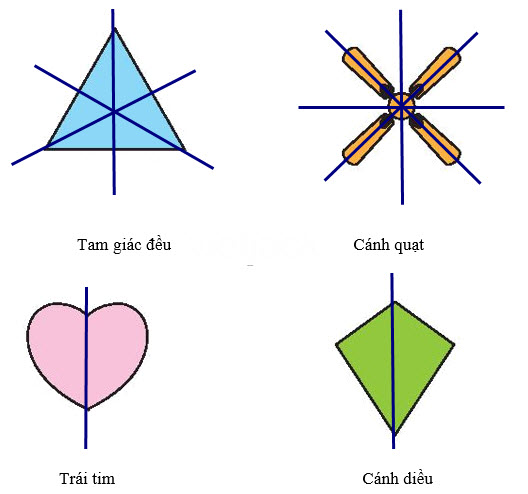 Tam giác đều
Cánh quạt
Trái tim
Cánh diều